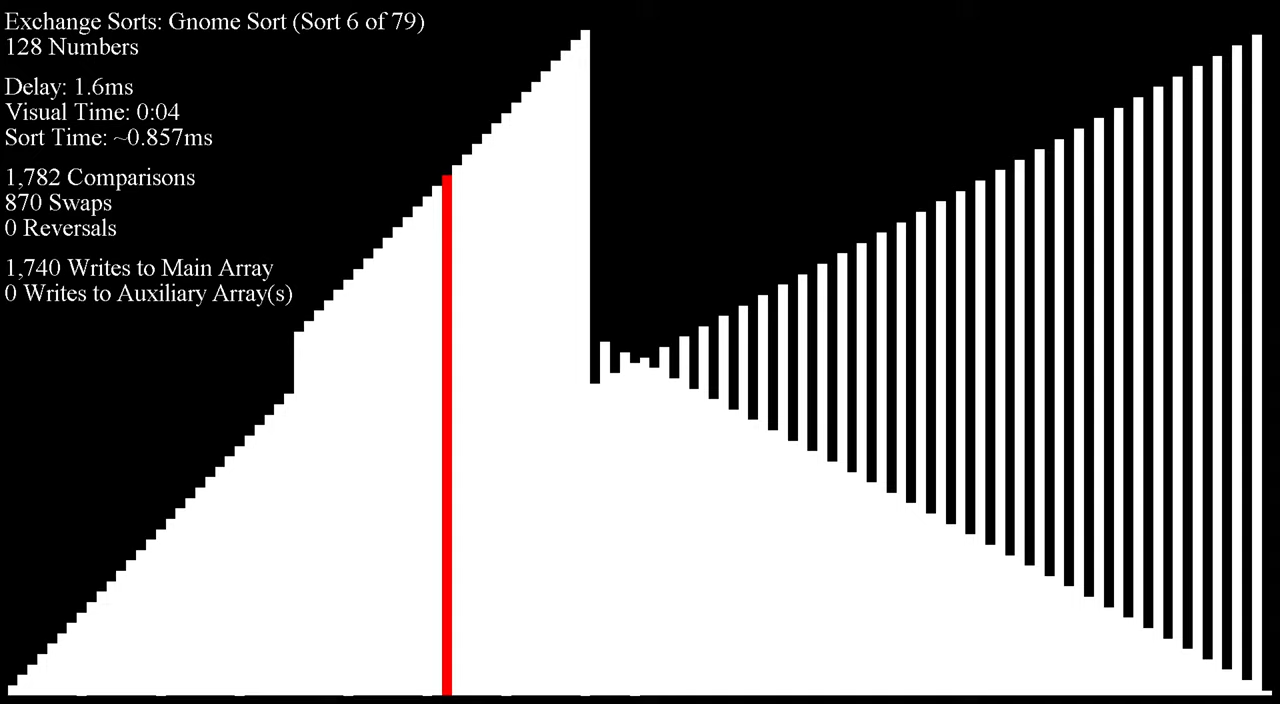 Exchange Sorts: Gnome Sort (Sort 6 of 79)
128 Numbers
Delay: 1.6ms
Visual Time: 0:04
Sort Time: ~0.857ms
1,782 Comparisons
870 Swaps
0 Reversals
1,740 Writes to Main Array
0 Writes to Auxiliary Array(s)